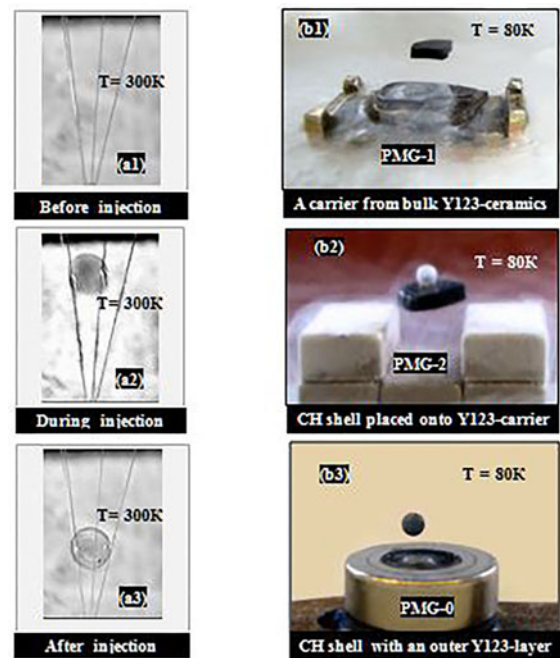 T= 300K
(a1)
Before injection
T= 300K
(a2)
During injection
T= 300K
(a3)
After injection
(b1)
T = 80K
PMG-1
A carrier from bulk Y123-ceramics
(b2)
T = 80K
PMG-2
CH shell placed onto Y123-carrier
(b3)
T = 80K
PMG-0
CH shell with an outer Y123-layer